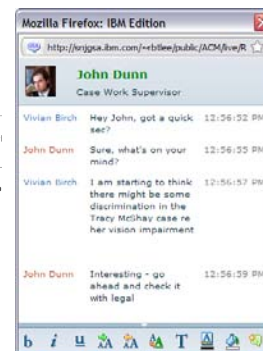 Mozilla Firefox: IBM Edition
http://snjgsa.ibm.com/~rbtlee/public/ACM/live/R
John Dunn
Case Work Supervisor
Vivian Birch Hey John, got a quick 12:56:52 PM
sec?
John Dunn Sure, what's on your 12:56:55 PM
mind?
Vivian Birch I am starting to think 12:56:57 PM
there might be some
discrimination in the
Tracy McShay case re
her vision impairment
John Dunn Interesting - go 12:56:59 PM
ahead and check it
with legal
b i u T A